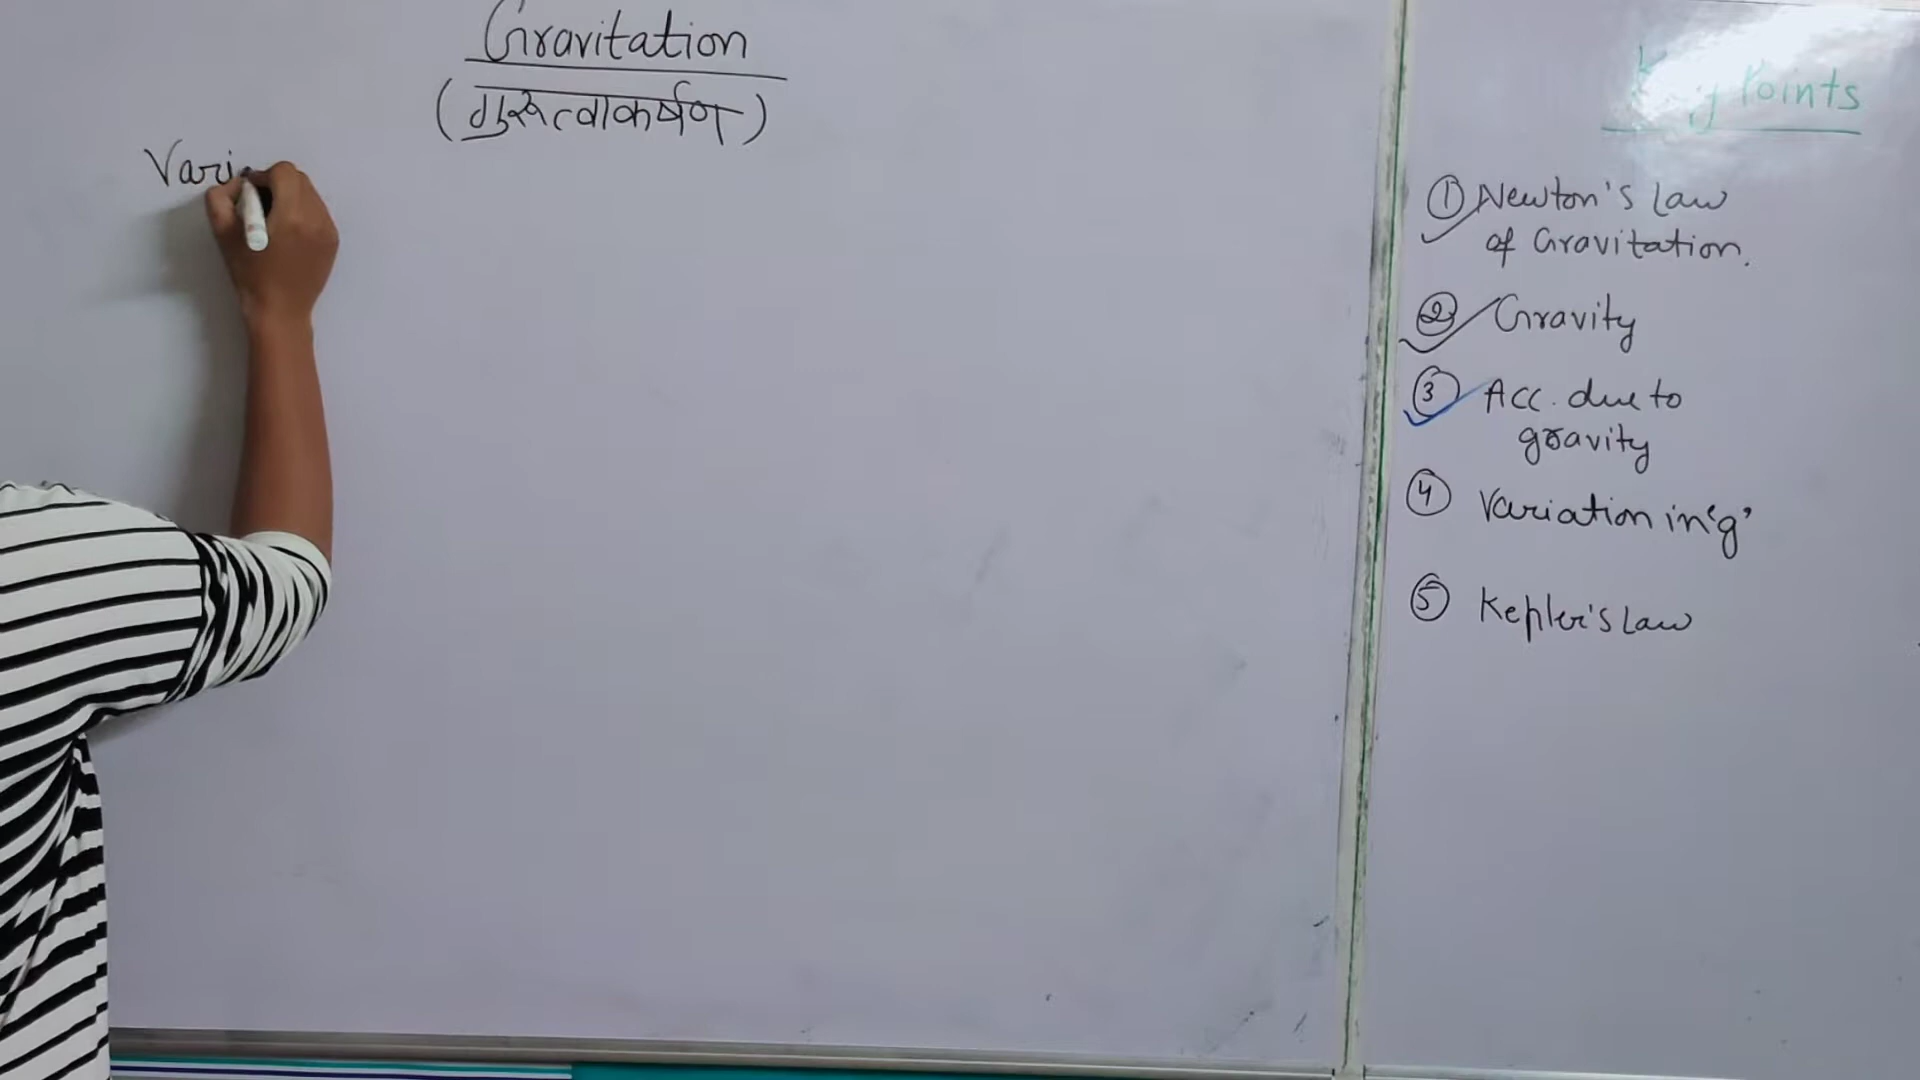 Gravitation
(गुरूत्वाकर्षण)
Vari
Key Points
① Newton's Law
of Gravitation.
② Gravity
③ Acc. due to
gravity
④ Variation in 'g'
⑤ Kepler's Law